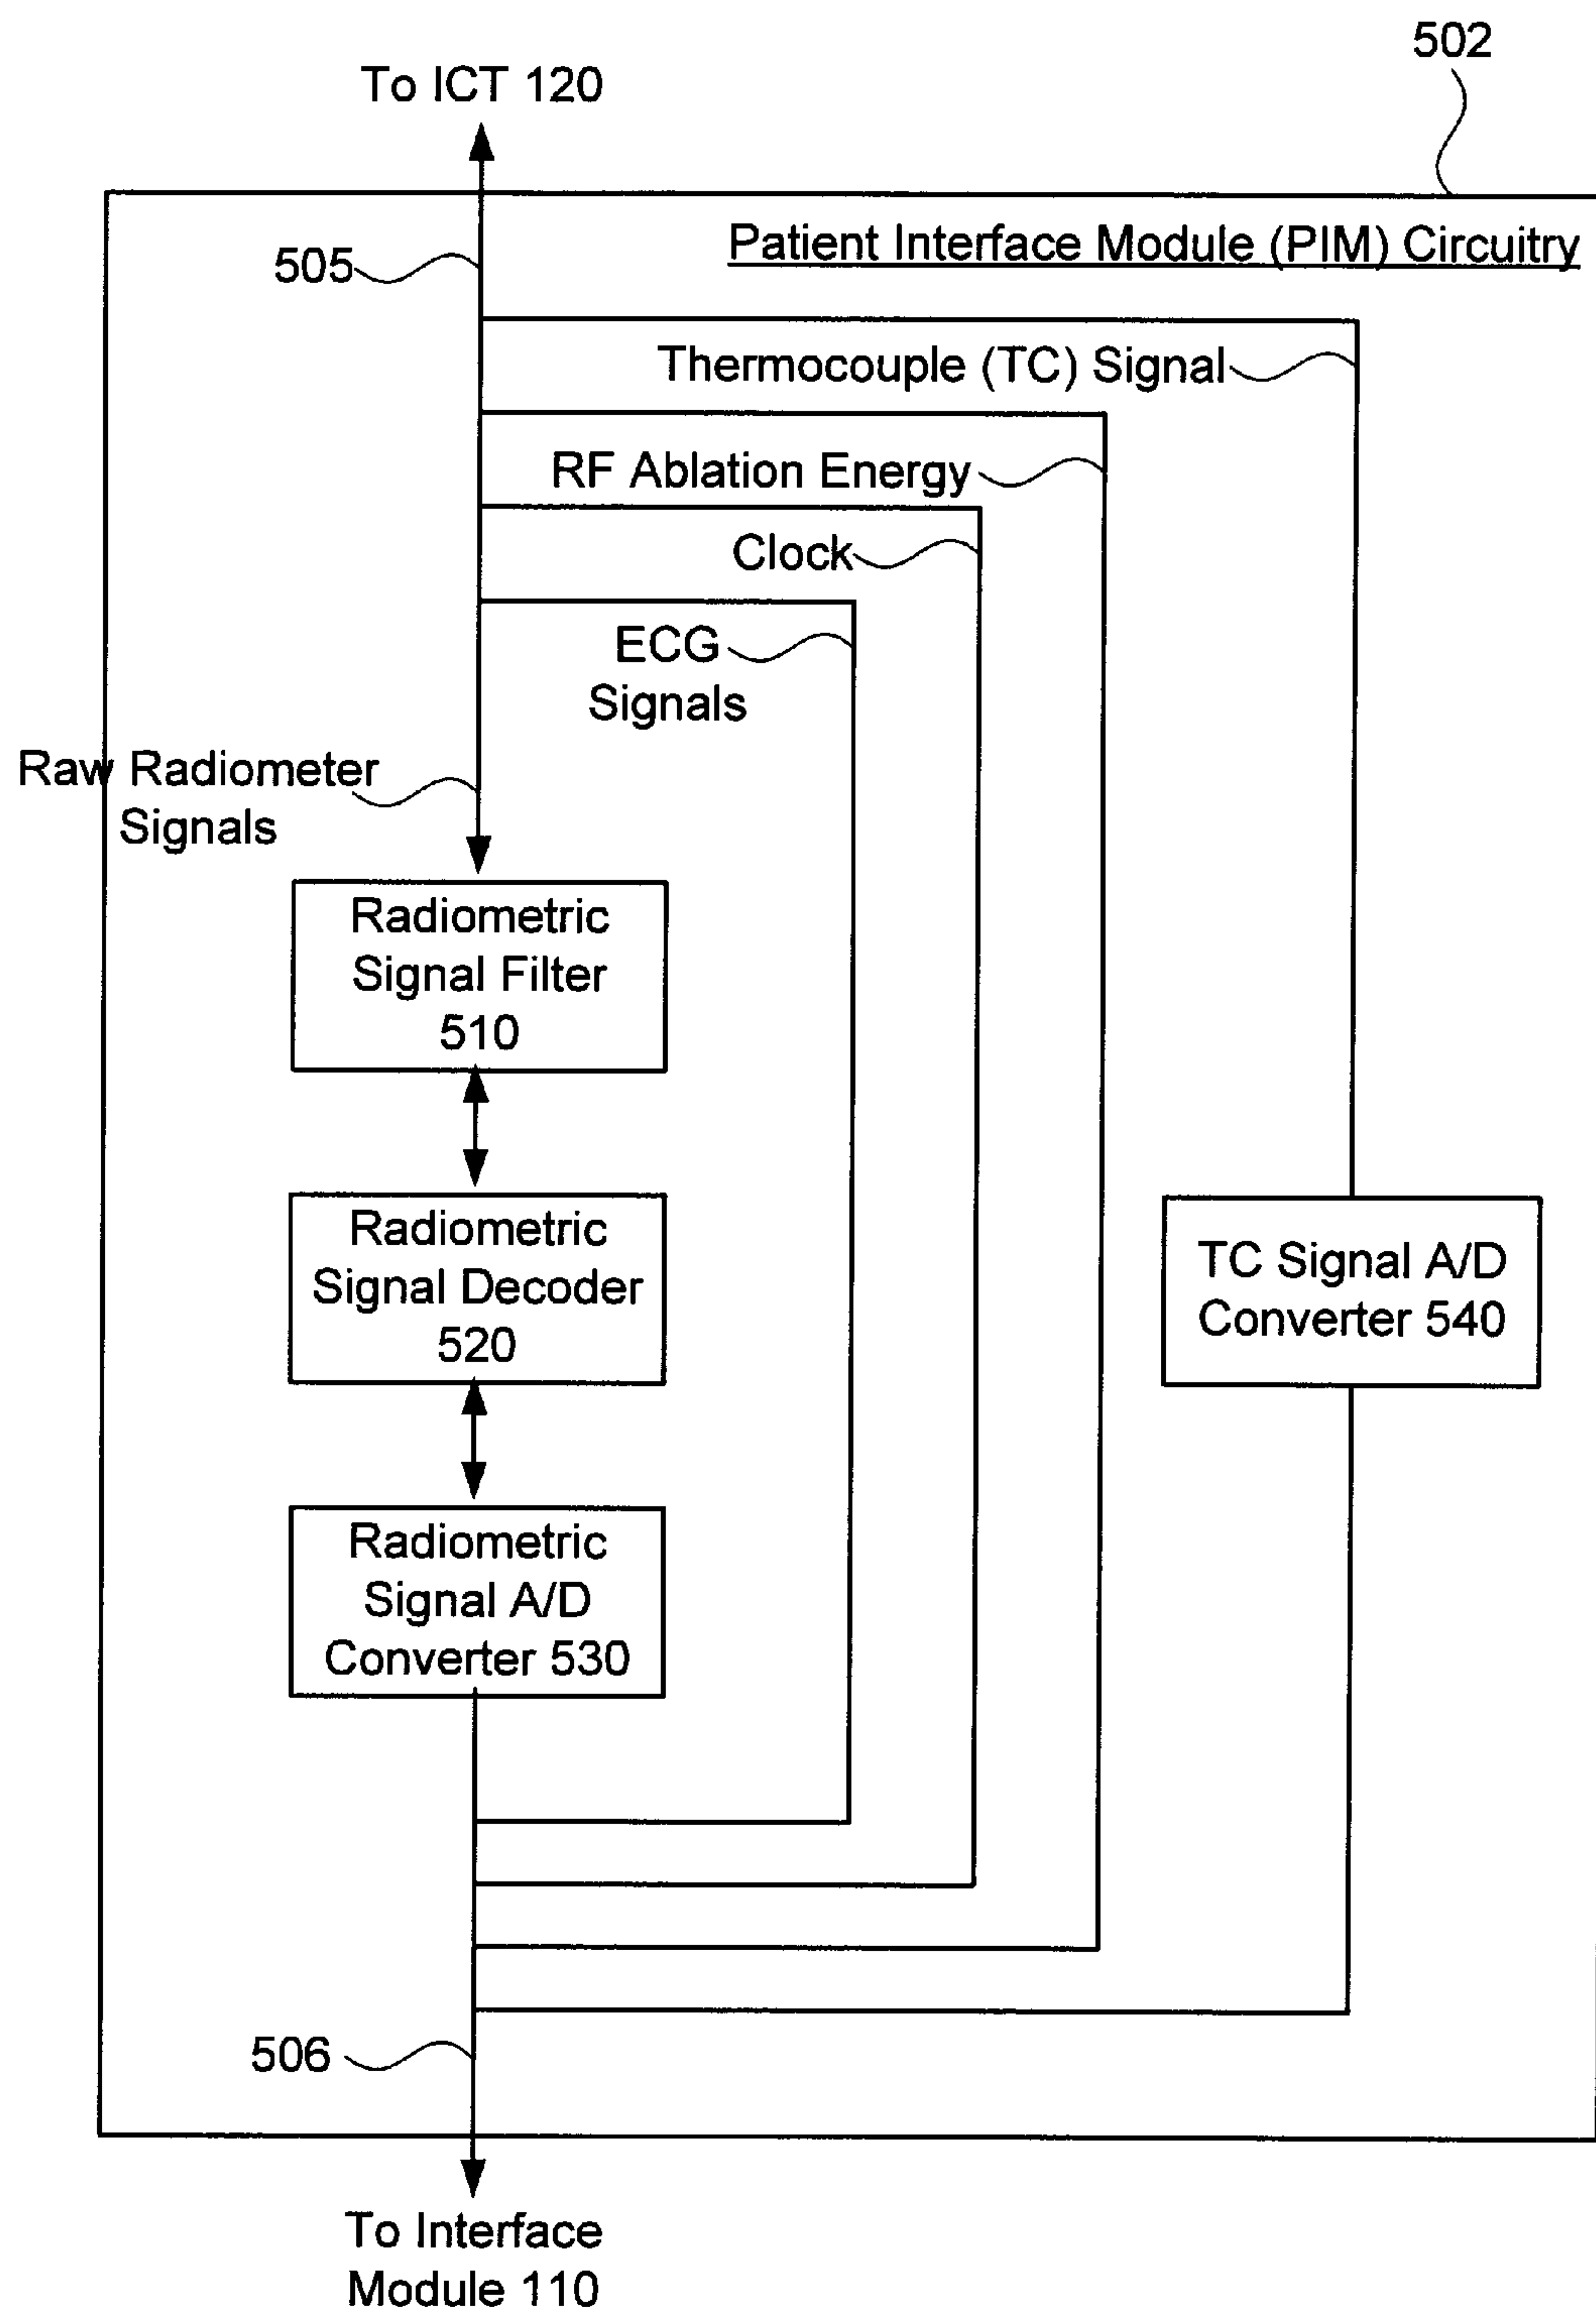 502
To ICT 120
Patient Interface Module (PIM) Circuitry
505
Thermocouple (TC) Signal
RF Ablation Energy
Clock
ECG
Signals
Raw Radiometer
Signals
Radiometric
Signal Filter
510
Radiometric
Signal Decoder
520
TC Signal A/D
Converter 540
Radiometric
Signal A/D
Converter 530
506
To Interface
Module 110